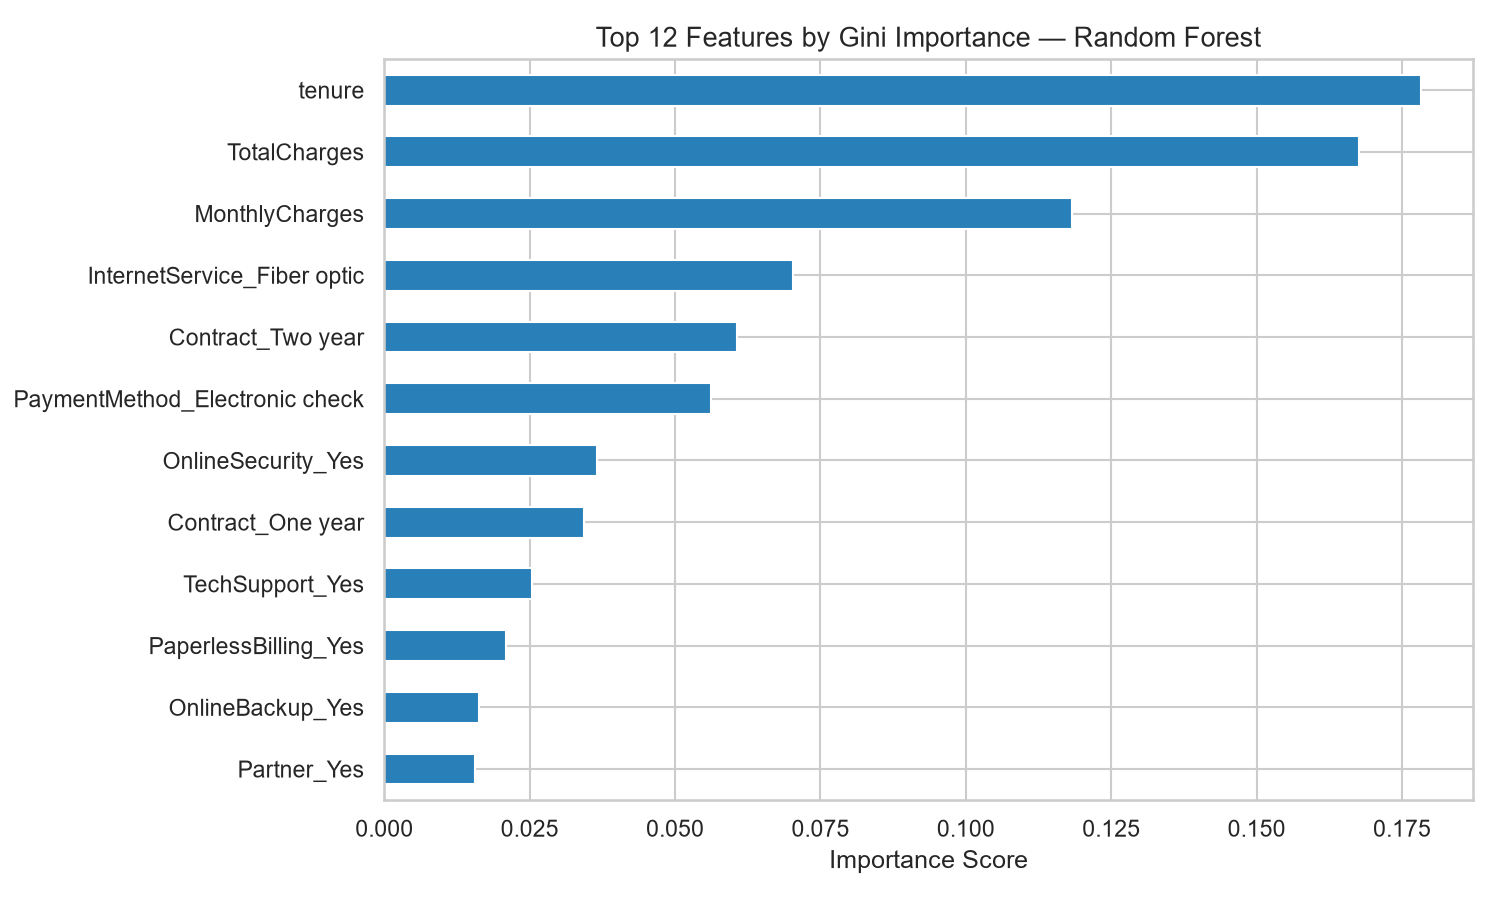 Top 12 Features by Gini Importance — Random Forest
tenure
TotalCharges
MonthlyCharges
InternetService_Fiber optic
Contract_Two year
PaymentMethod_Electronic check
OnlineSecurity_Yes
Contract_One year
TechSupport_Yes
PaperlessBilling_Yes
OnlineBackup_Yes
Partner_Yes
0.000 0.025 0.050 0.075 0.100 0.125 0.150 0.175
Importance Score